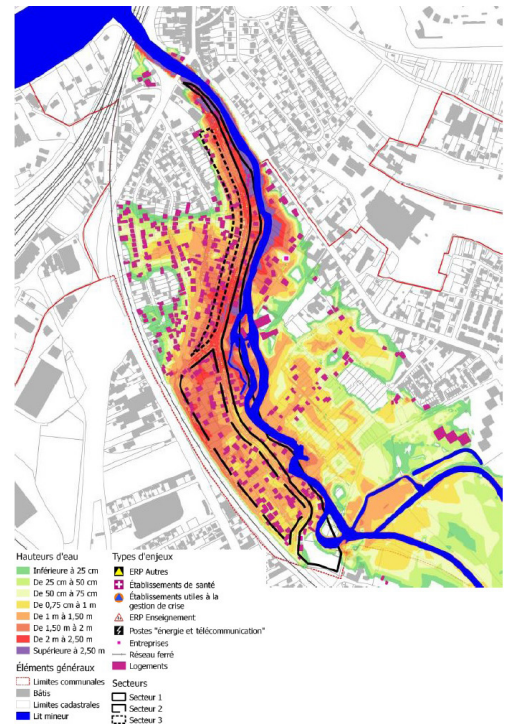 Hauteurs d'eau
Inférieure à 25 cm
De 25 cm à 50 cm
De 50 cm à 75 cm
De 0,75 cm à 1 m
De 1 m à 1,50 m
De 1,50 m à 2 m
De 2 m à 2,50 m
Supérieure à 2,50 m
Éléments généraux
Limites communales
Bâtis
Limites cadastrales
Lit mineur
Types d'enjeux
ERP Autres
Établissements de santé
Établissements utiles à la
gestion de crise
ERP Enseignement
Postes "énergie et télécommunication"
Entreprises
Réseau ferré
Logements
Secteurs
Secteur 1
Secteur 2
Secteur 3